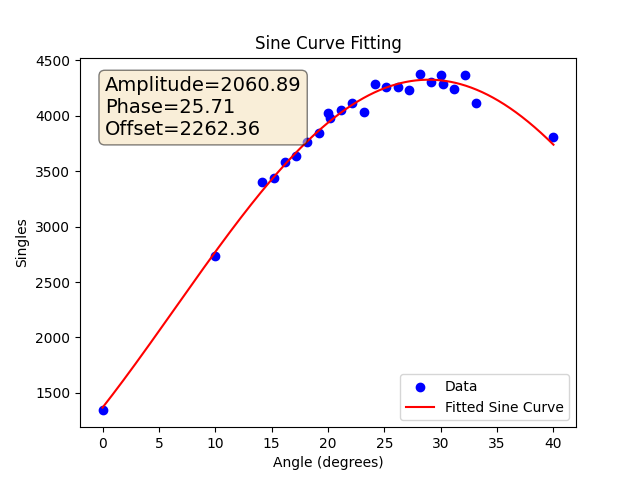 Sine Curve Fitting
Amplitude=2060.89
Phase=25.71
Offset=2262.36
4500
4000
3500
3000
2500
2000
1500
Singles
Data
Fitted Sine Curve
0 5 10 15 20 25 30 35 40
Angle (degrees)